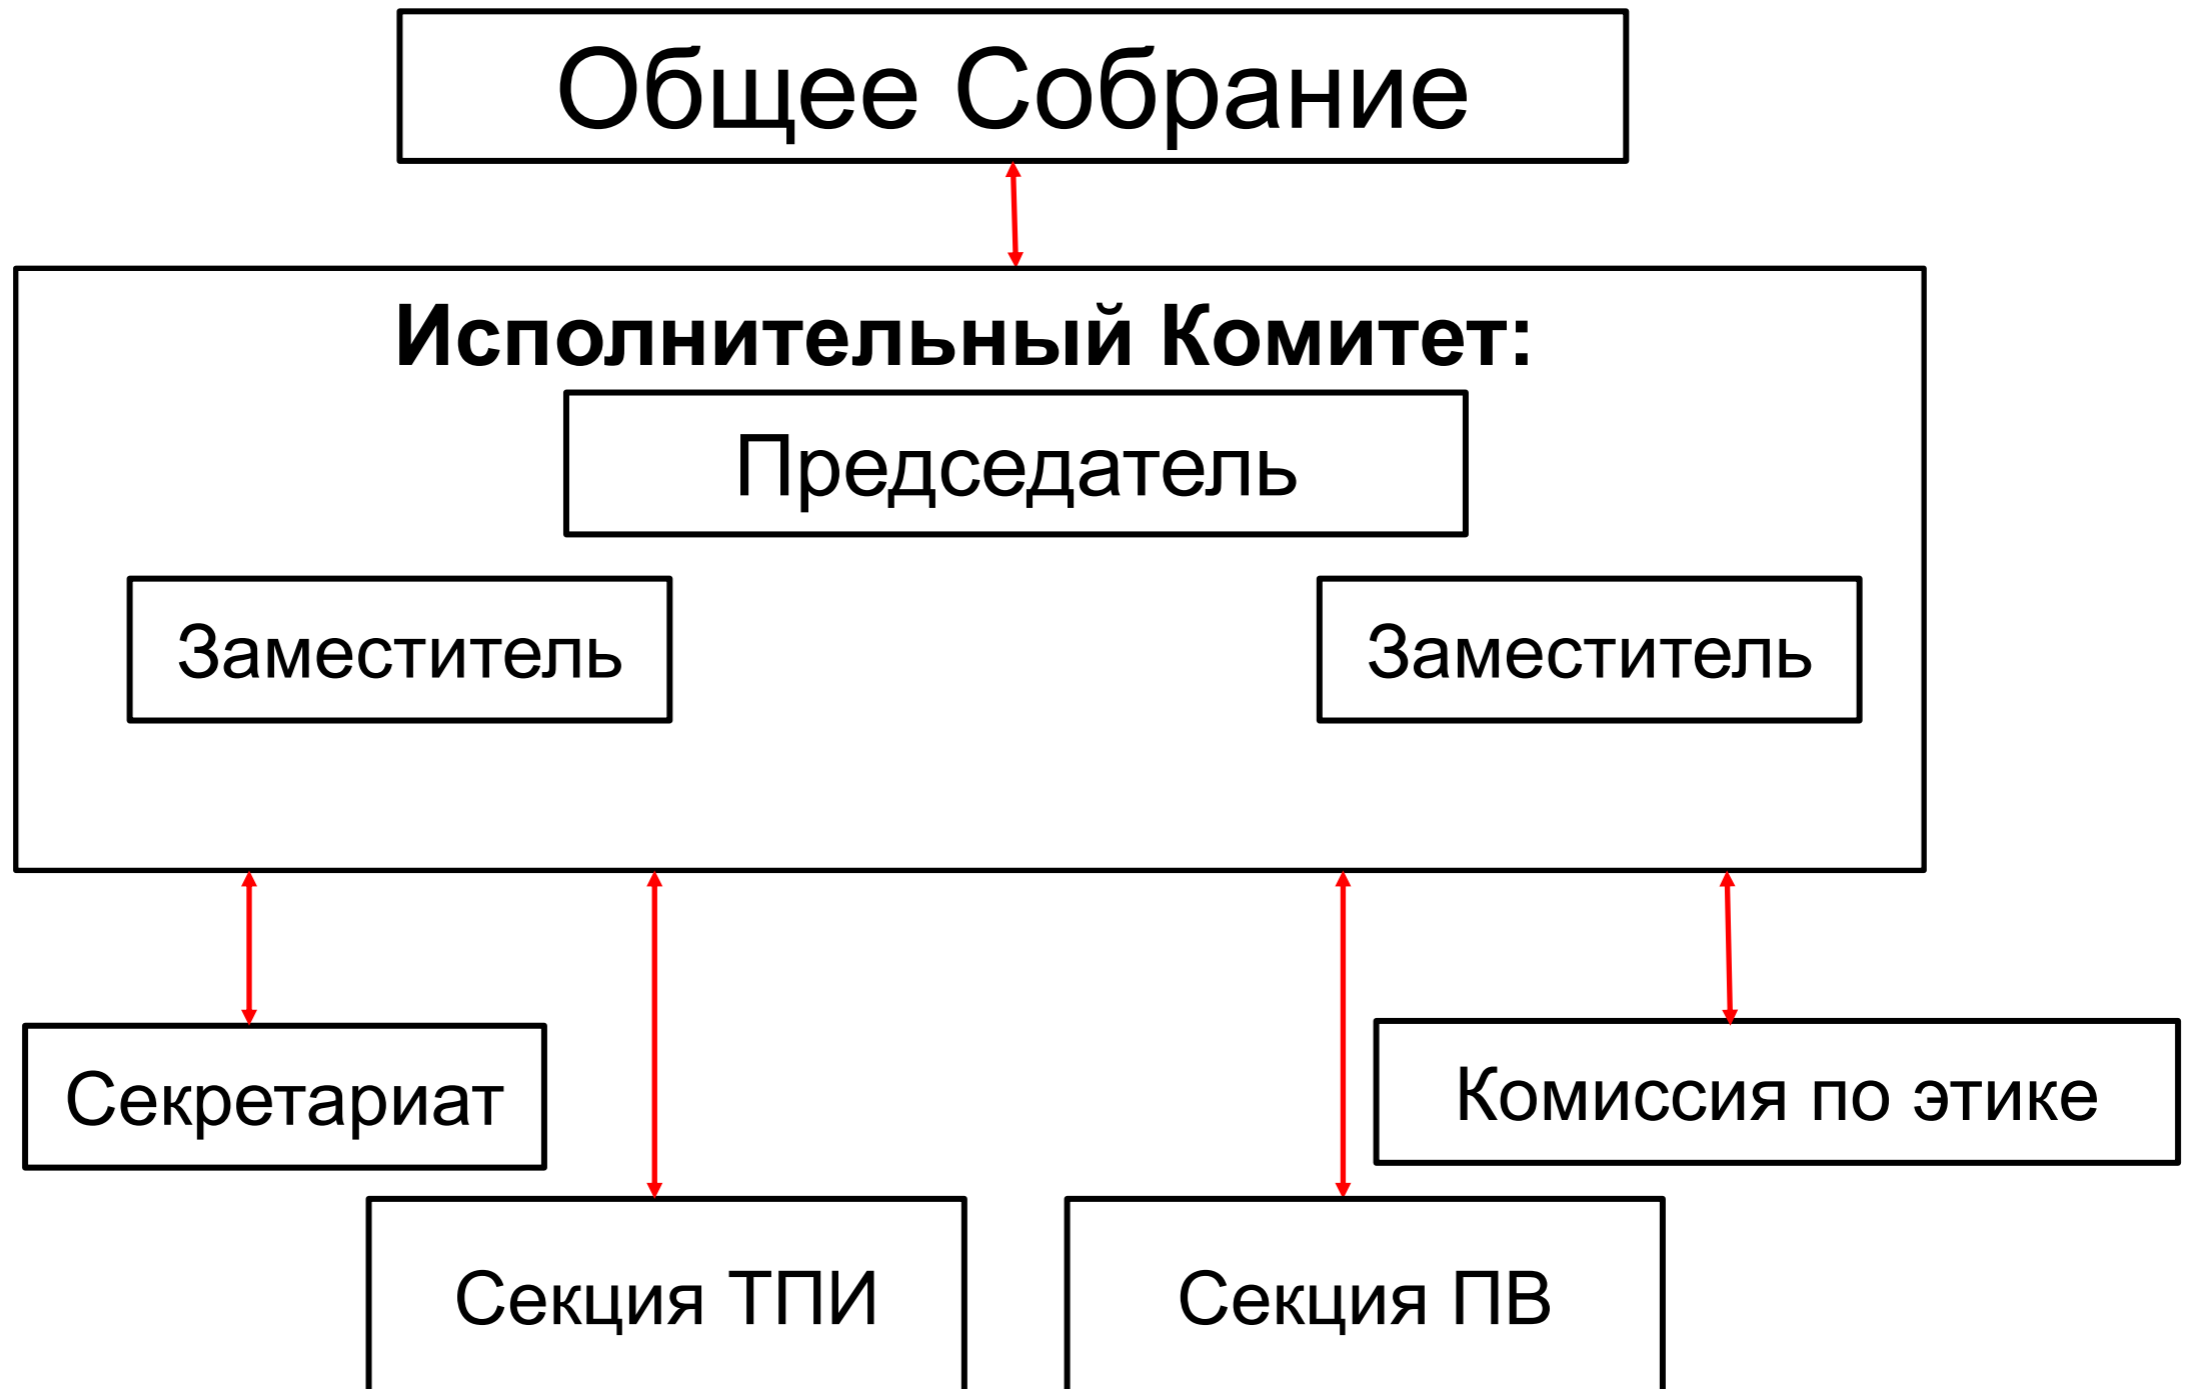 Общее Собрание
Исполнительный Комитет:
Председатель
Заместитель
Заместитель
Секретариат
Комиссия по этике
Секция ТПИ
Секция ПВ